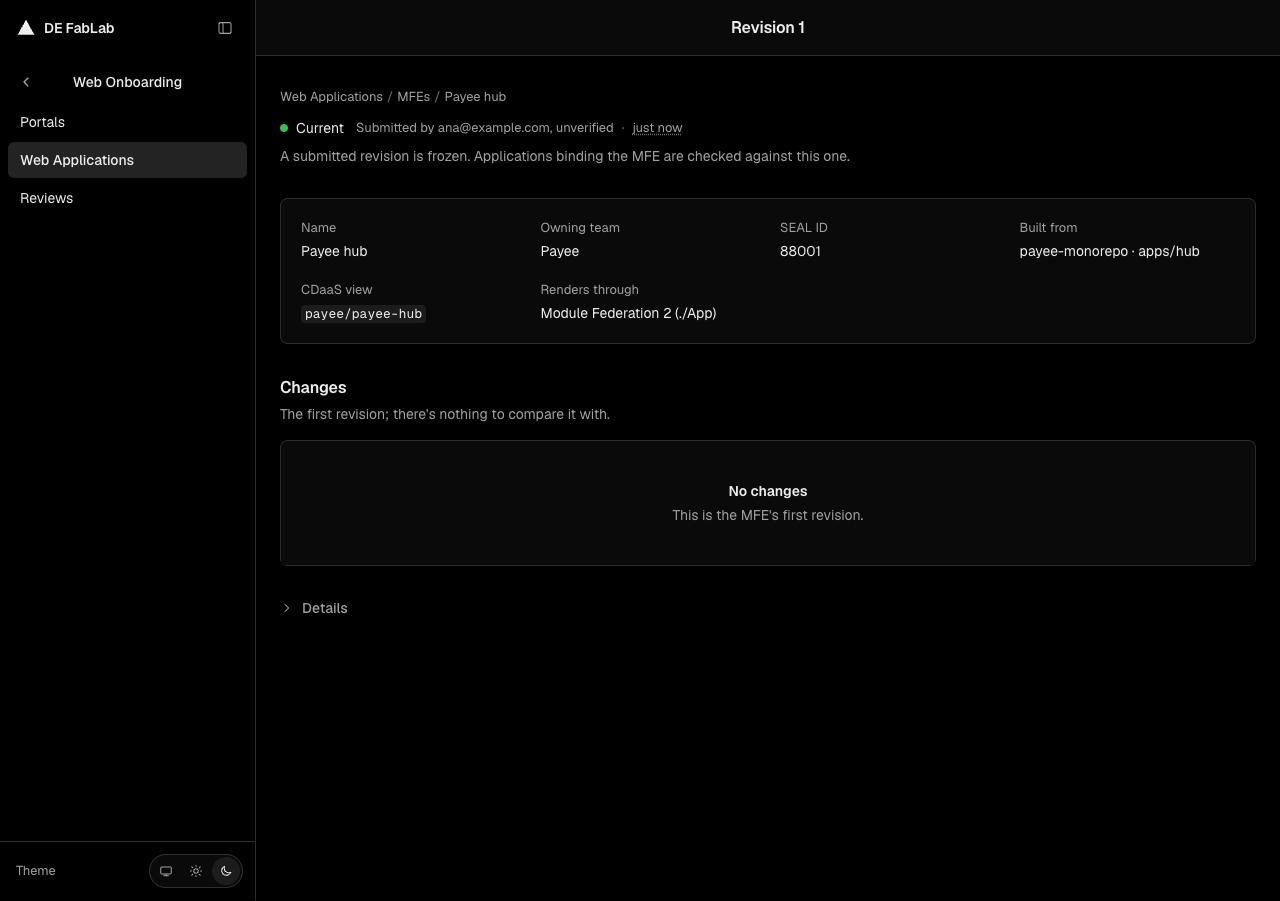 DE FabLab
Revision 1
Web Onboarding
Portals
Web Applications
Reviews
Web Applications / MFEs / Payee hub
Current Submitted by ana@example.com, unverified · just now
A submitted revision is frozen. Applications binding the MFE are checked against this one.
Name Owning team SEAL ID Built from
Payee hub Payee 88001 payee-monorepo · apps/hub
CDaaS view Renders through
payee/payee-hub Module Federation 2 (./App)
Changes
The first revision; there's nothing to compare it with.
No changes
This is the MFE's first revision.
Details
Theme